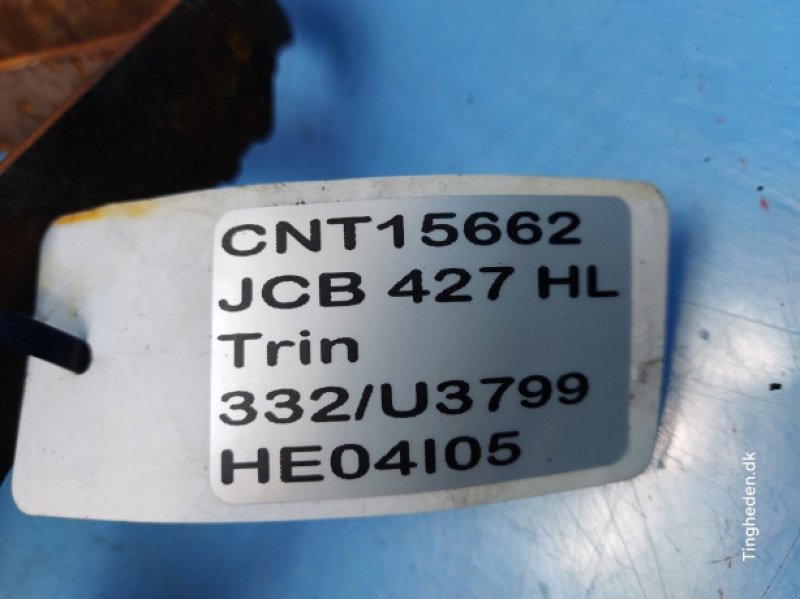 CNT15662
JCB 427 HL
Trin
332/U3799
HE04I05
Tingheden.dk